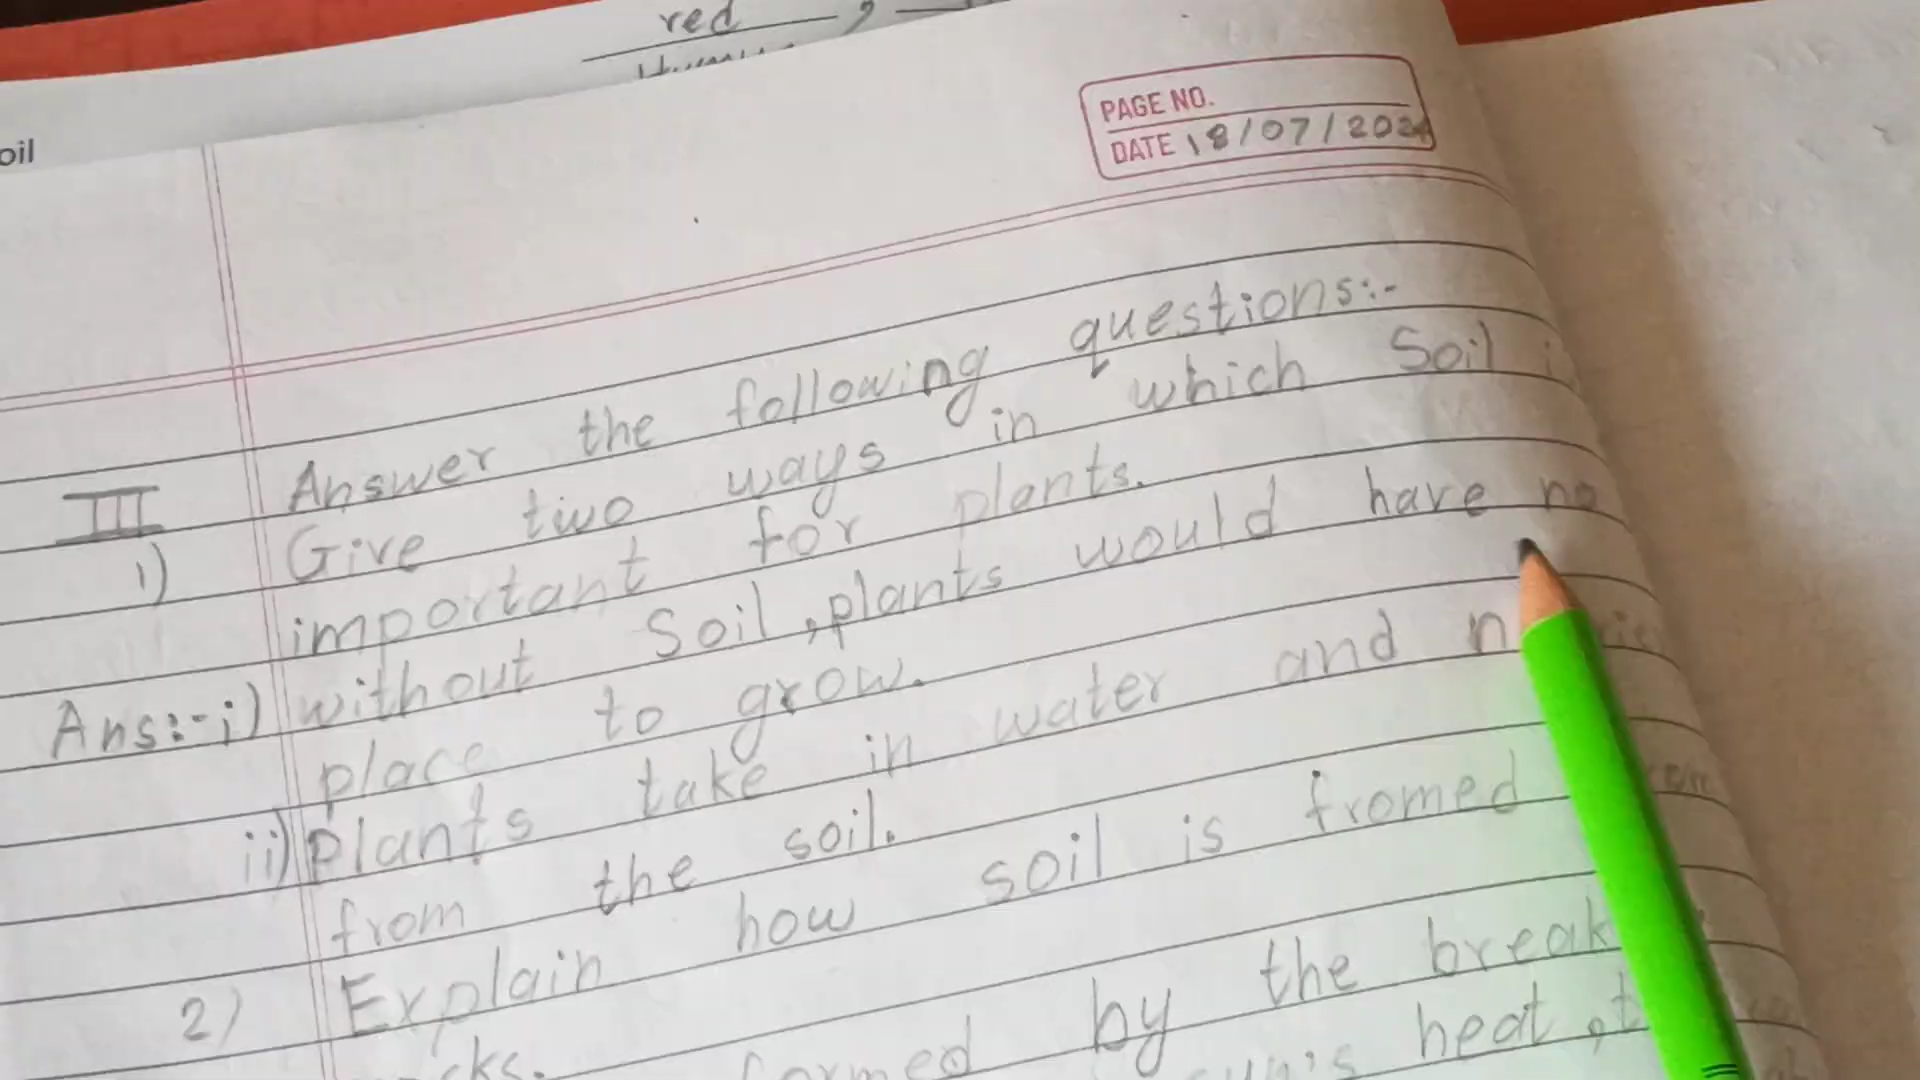 red ,
oil
PAGE NO.
DATE 18/07/202
Answer the following questions:-
III
1) Give two ways in which Soil
important for plants.
Ans:-i) without Soil, plants would have no
place to grow.
ii) plants take in water and
from the soil.
2) Explain how soil is fromed
formed by the break
heat,